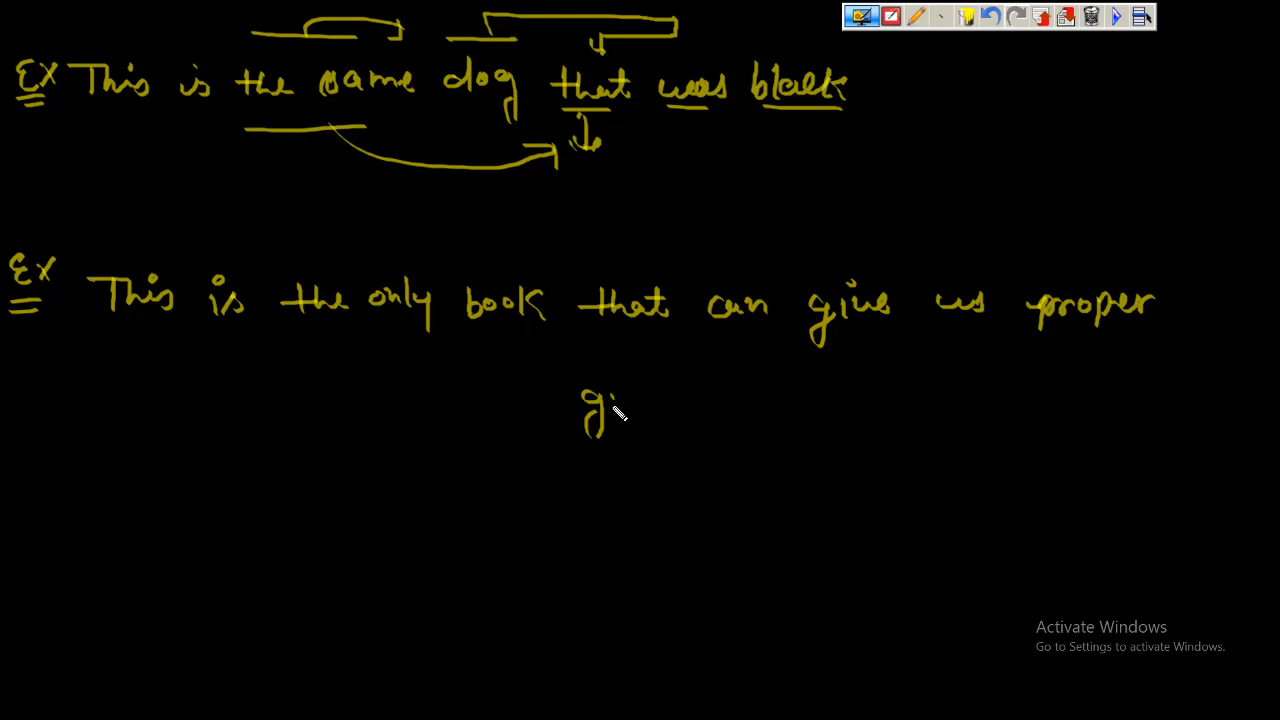 Ex This is the same dog that was black
Ex This is the only book that can give us proper
gi
Activate Windows
Go to Settings to activate Windows.